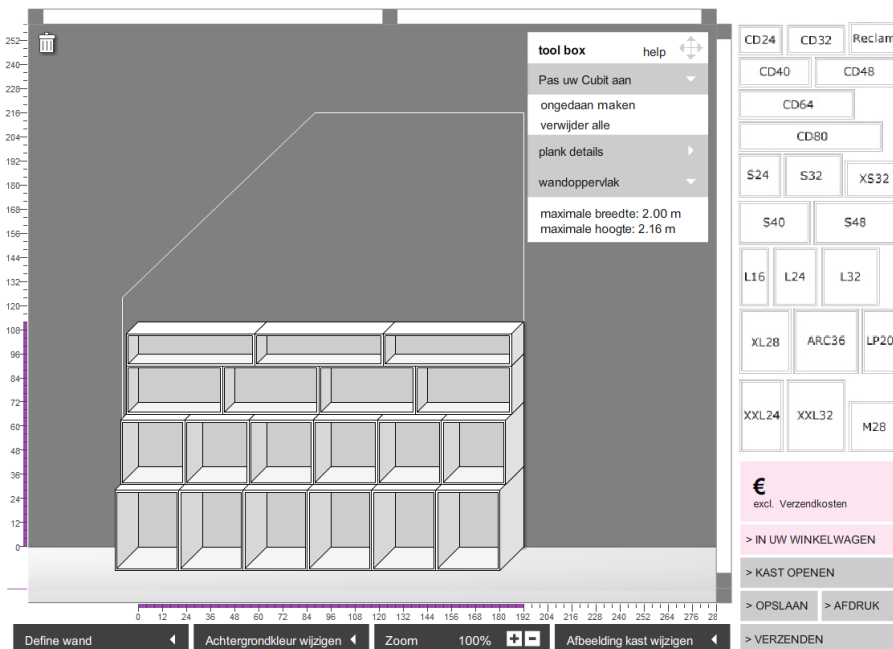 252
240
228
216
204
192
180
168
156
144
132
120
108
96
84
72
60
48
36
24
12
0
0 12 24 36 48 60 72 84 96 108 120 132 144 156 168 180 192 204 216 228 240 252 264 276 28
tool box help
Pas uw Cubit aan
ongedaan maken
verwijder alle
plank details
wandoppervlak
maximale breedte: 2.00 m
maximale hoogte: 2.16 m
CD24 CD32 Reclam
CD40 CD48
CD64
CD80
S24 S32 XS32
S40 S48
L16 L24 L32
XL28 ARC36 LP20
XXL24 XXL32 M28
€
excl. Verzendkosten
> IN UW WINKELWAGEN
> KAST OPENEN
> OPSLAAN > AFDRUK
> VERZENDEN
Define wand Achtergrondkleur wijzigen Zoom 100% + - Afbeelding kast wijzigen